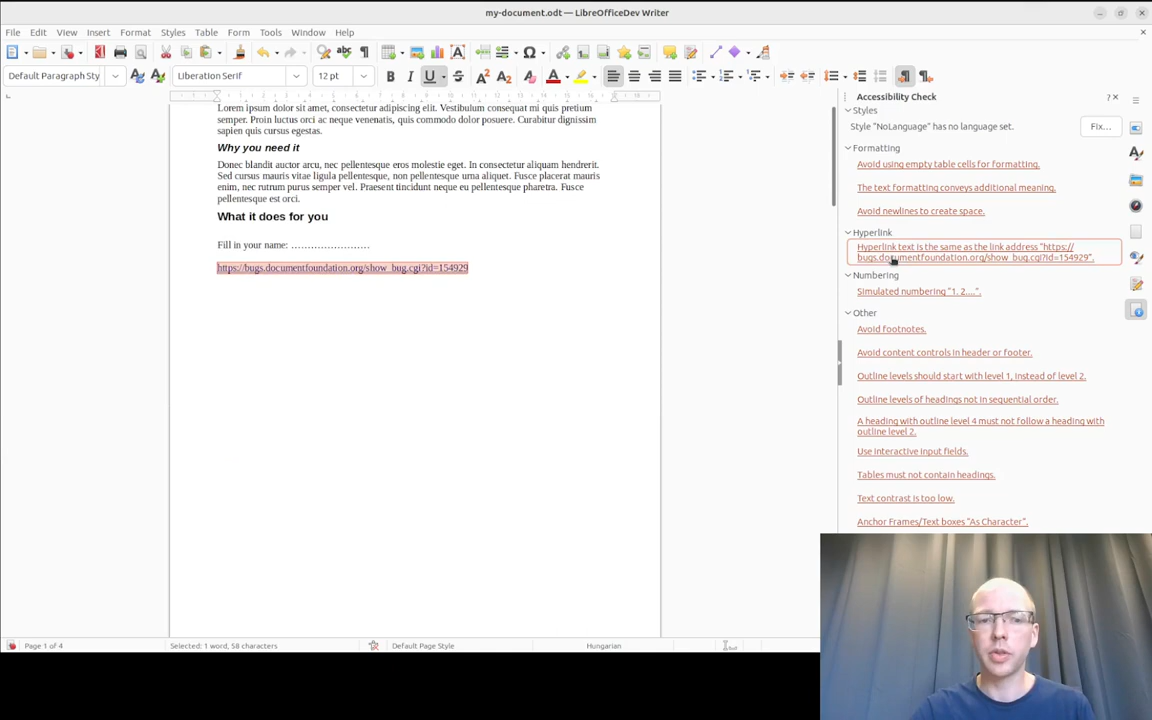 my-document.odt — LibreOfficeDev Writer
File Edit View Insert Format Styles Table Form Tools Window Help
Default Paragraph Sty
Liberation Serif
12 pt
Lorem ipsum dolor sit amet, consectetur adipiscing elit. Vestibulum consequat mi quis pretium
semper. Proin luctus orci ac neque venenatis, quis commodo dolor posuere. Curabitur dignissim
sapien quis cursus egestas.
Why you need it
Donec blandit auctor arcu, nec pellentesque eros molestie eget. In consectetur aliquam hendrerit.
Sed cursus mauris vitae ligula pellentesque, non pellentesque urna aliquet. Fusce placerat mauris
enim, nec rutrum purus semper vel. Praesent tincidunt neque eu pellentesque pharetra. Fusce
pellentesque est orci.
What it does for you
Fill in your name: ……………………
https://bugs.documentfoundation.org/show_bug.cgi?id=154929
Accessibility Check
Styles
Style "NoLanguage" has no language set.
Fix...
Formatting
Avoid using empty table cells for formatting.
The text formatting conveys additional meaning.
Avoid newlines to create space.
Hyperlink
Hyperlink text is the same as the link address "https://
bugs.documentfoundation.org/show_bug.cgi?id=154929".
Numbering
Simulated numbering "1. 2....".
Other
Avoid footnotes.
Avoid content controls in header or footer.
Outline levels should start with level 1, instead of level 2.
Outline levels of headings not in sequential order.
A heading with outline level 4 must not follow a heading with
outline level 2.
Use interactive input fields.
Tables must not contain headings.
Text contrast is too low.
Anchor Frames/Text boxes "As Character".
Page 1 of 4
Selected: 1 word, 58 characters
Default Page Style
Hungarian